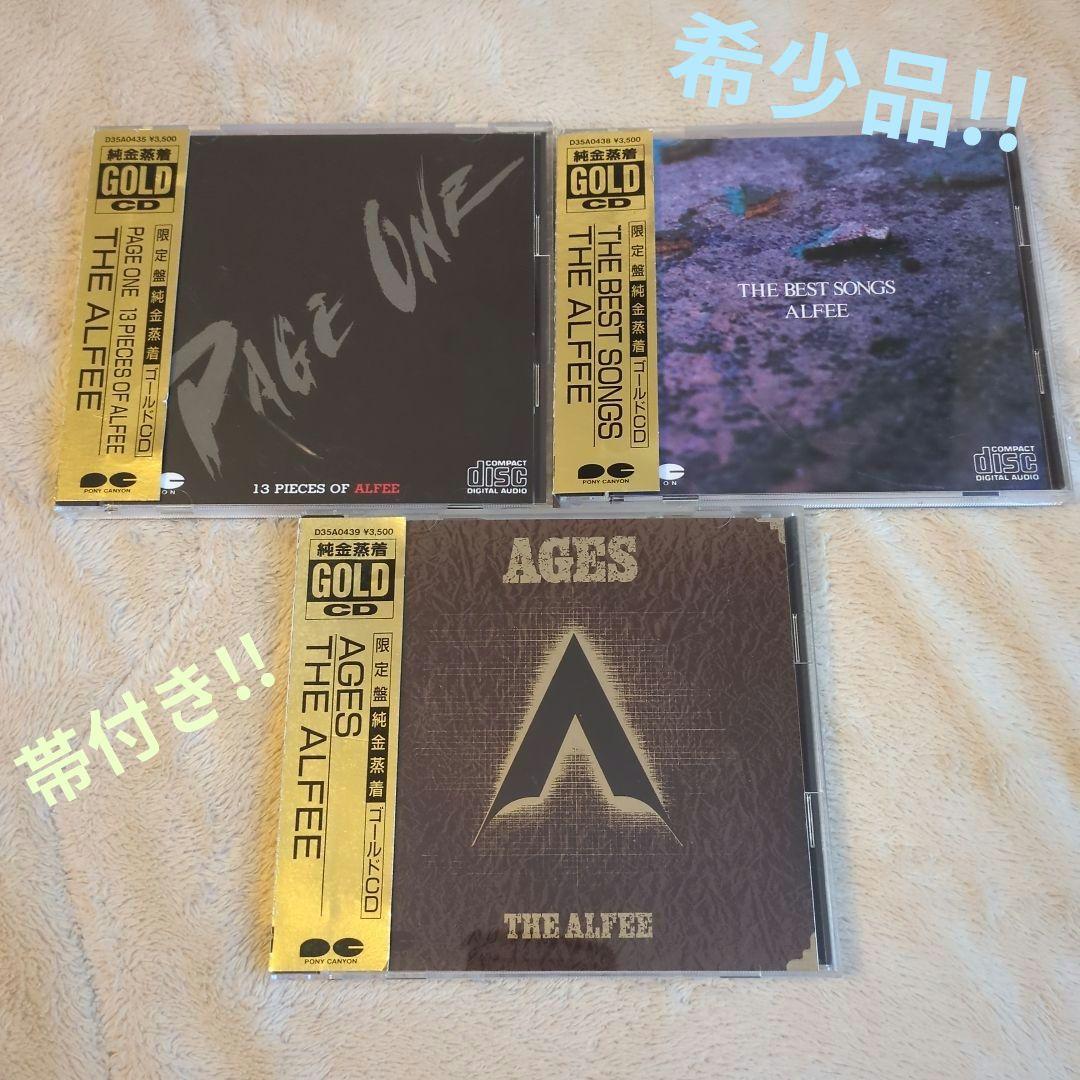 希少品!!
D35A0435 ¥3,500
純金蒸着
GOLD
CD
限定盤 純金蒸着 ゴールドCD
PAGE ONE 13 PIECES OF ALFEE
THE ALFEE
PONY CANYON
PAGE ONE
13 PIECES OF ALFEE
COMPACT
disc
DIGITAL AUDIO
D35A0438 ¥3,500
純金蒸着
GOLD
CD
限定盤 純金蒸着 ゴールドCD
THE BEST SONGS
THE ALFEE
PONY CANYON
THE BEST SONGS
ALFEE
COMPACT
disc
DIGITAL AUDIO
帯付き!!
D35A0439 ¥3,500
純金蒸着
GOLD
CD
限定盤 純金蒸着 ゴールドCD
AGES
THE ALFEE
PONY CANYON
AGES
THE ALFEE